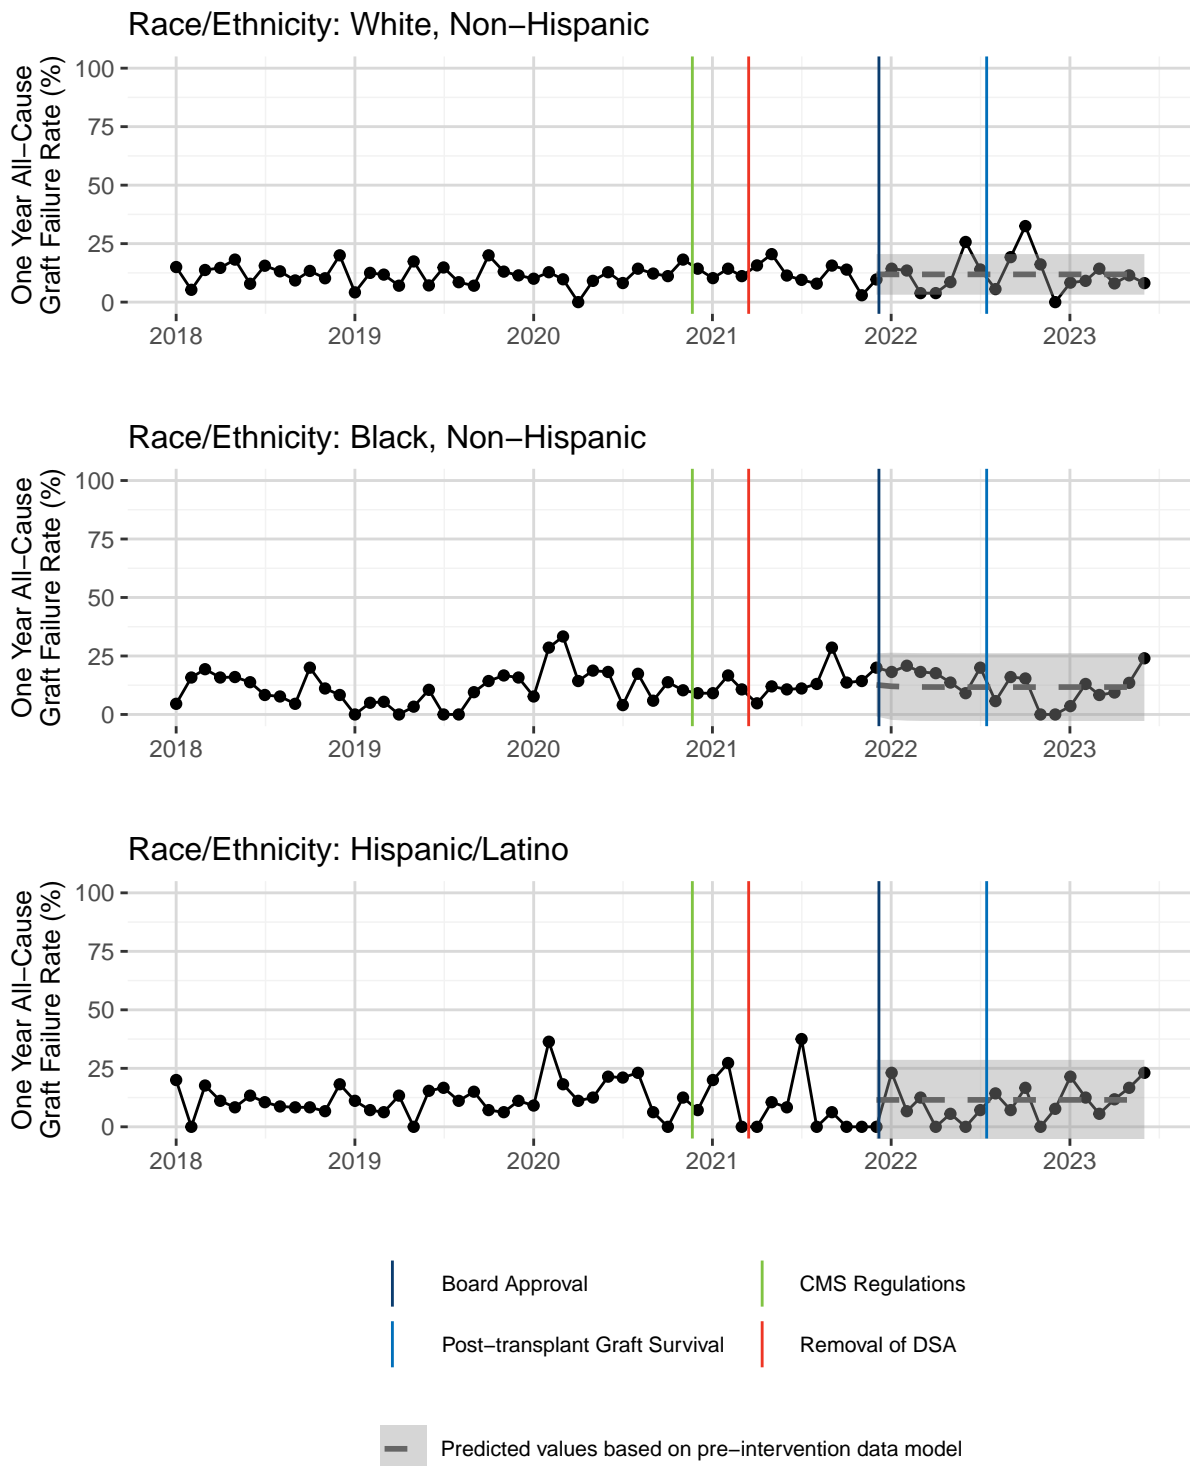 Race/Ethnicity: White, Non−Hispanic
One Year All−Cause
Graft Failure Rate (%)
100
75
50
25
0
2018 2019 2020 2021 2022 2023
Race/Ethnicity: Black, Non−Hispanic
One Year All−Cause
Graft Failure Rate (%)
100
75
50
25
0
2018 2019 2020 2021 2022 2023
Race/Ethnicity: Hispanic/Latino
One Year All−Cause
Graft Failure Rate (%)
100
75
50
25
0
2018 2019 2020 2021 2022 2023
Board Approval
CMS Regulations
Post−transplant Graft Survival
Removal of DSA
Predicted values based on pre−intervention data model